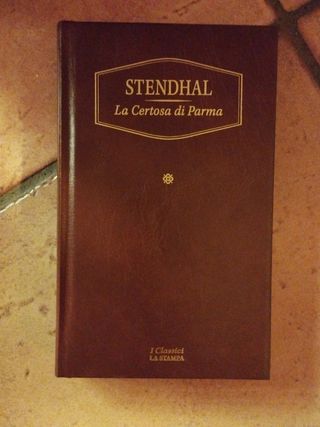 STENDHAL
La Certosa di Parma
I Classici
LA STAMPA